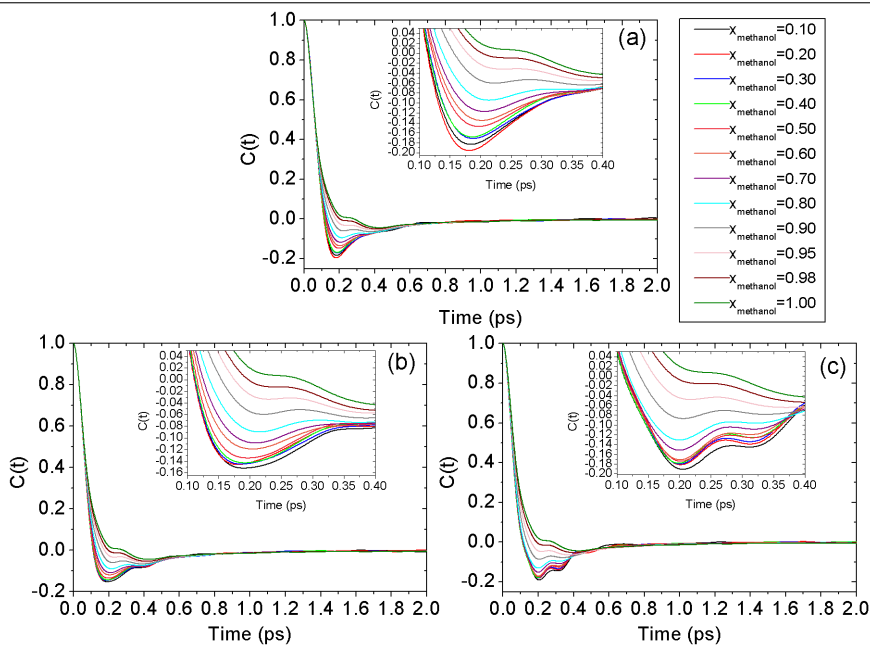 (a)
C(t)
1.0
0.8
0.6
0.4
0.2
0.0
-0.2
0.0 0.2 0.4 0.6 0.8 1.0 1.2 1.4 1.6 1.8 2.0
Time (ps)
C(t)
0.04
0.02
0.00
-0.02
-0.04
-0.06
-0.08
-0.10
-0.12
-0.14
-0.16
-0.18
-0.20
0.10 0.15 0.20 0.25 0.30 0.35 0.40
Time (ps)
Xmethanol=0.10
Xmethanol=0.20
Xmethanol=0.30
Xmethanol=0.40
Xmethanol=0.50
Xmethanol=0.60
Xmethanol=0.70
Xmethanol=0.80
Xmethanol=0.90
Xmethanol=0.95
Xmethanol=0.98
Xmethanol=1.00
(b)
C(t)
1.0
0.8
0.6
0.4
0.2
0.0
-0.2
0.0 0.2 0.4 0.6 0.8 1.0 1.2 1.4 1.6 1.8 2.0
Time (ps)
C(t)
0.04
0.02
0.00
-0.02
-0.04
-0.06
-0.08
-0.10
-0.12
-0.14
-0.16
0.10 0.15 0.20 0.25 0.30 0.35 0.40
Time (ps)
(c)
C(t)
1.0
0.8
0.6
0.4
0.2
0.0
-0.2
0.0 0.2 0.4 0.6 0.8 1.0 1.2 1.4 1.6 1.8 2.0
Time (ps)
C(t)
0.04
0.02
0.00
-0.02
-0.04
-0.06
-0.08
-0.10
-0.12
-0.14
-0.16
-0.18
-0.20
0.10 0.15 0.20 0.25 0.30 0.35 0.40
Time (ps)